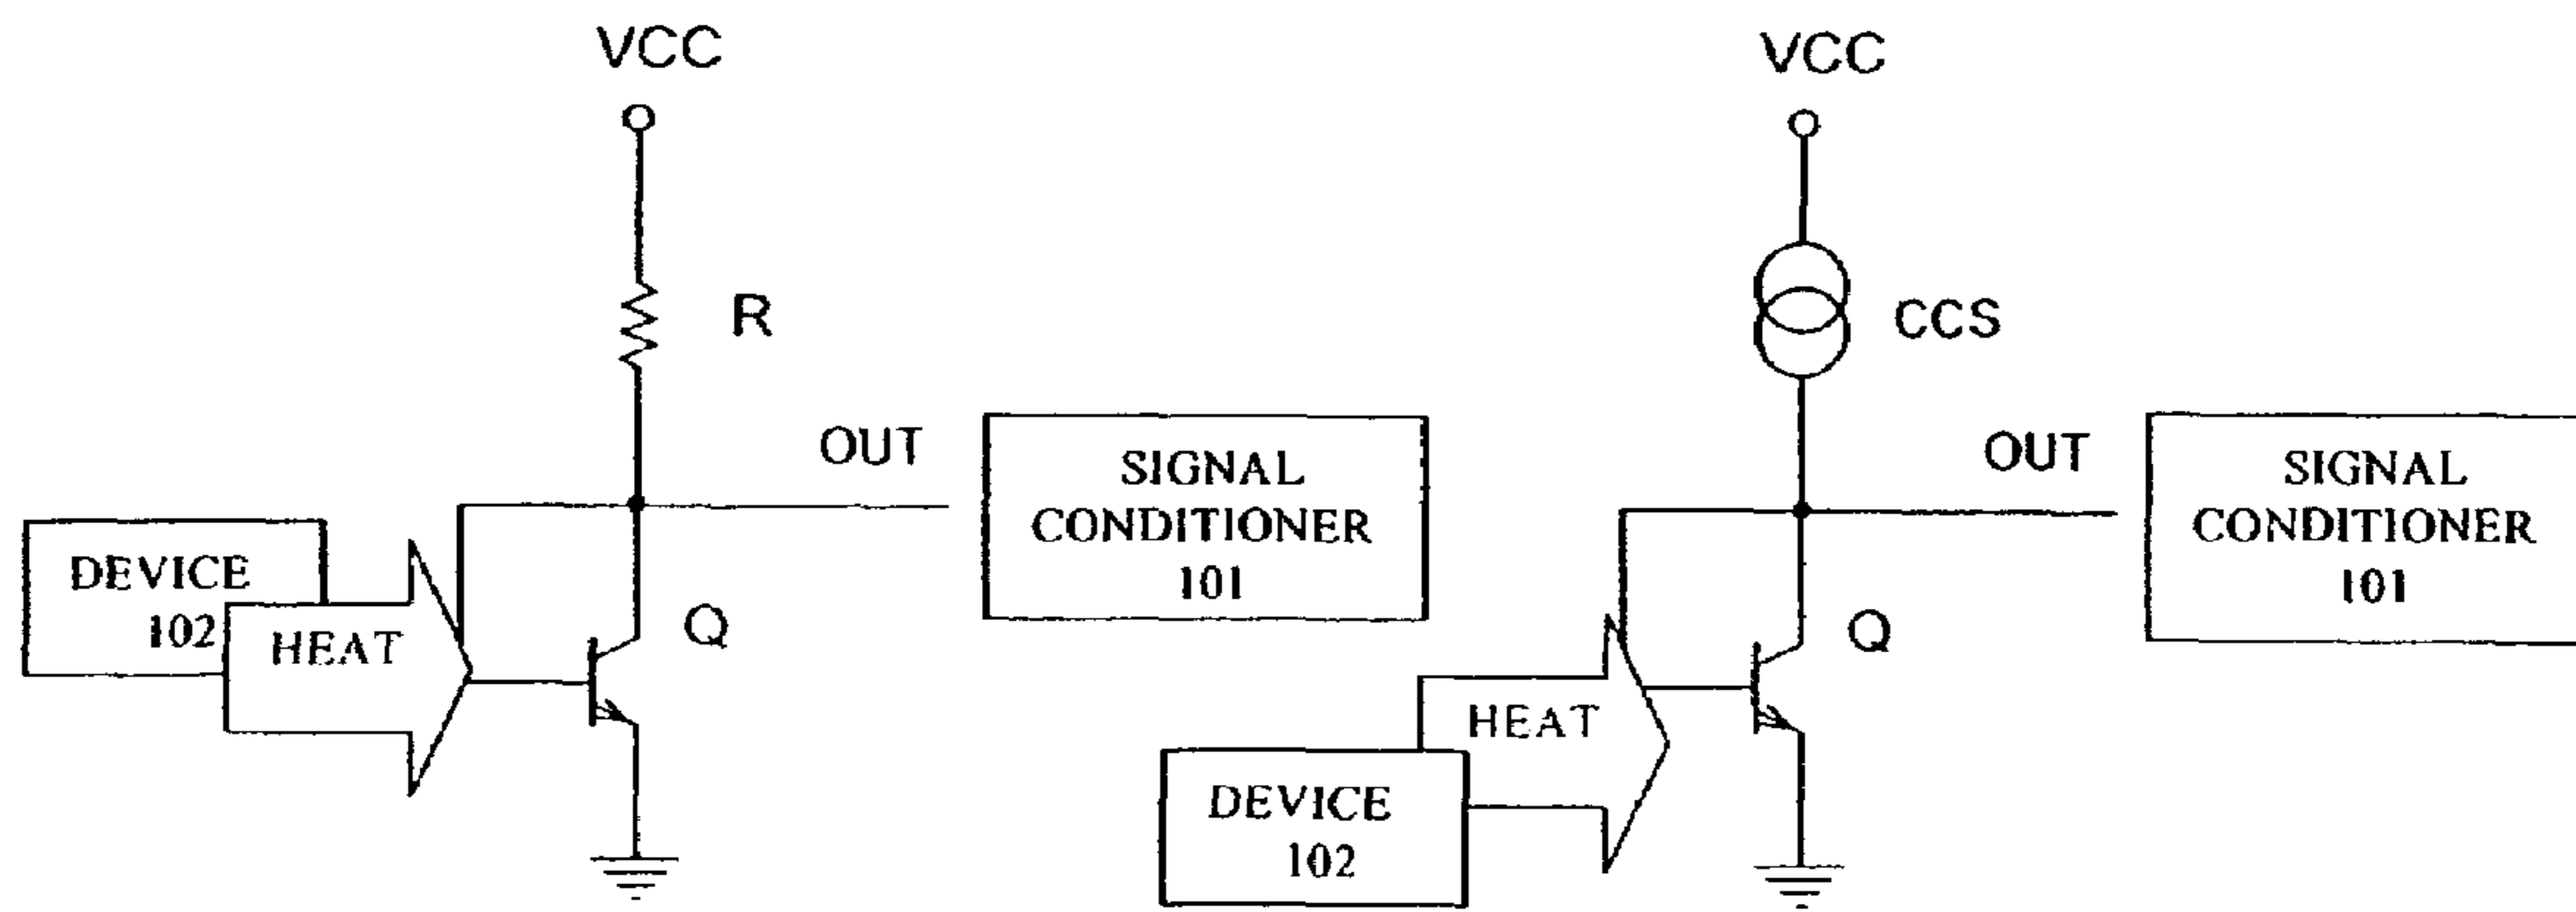 VCC
R
OUT
SIGNAL
CONDITIONER
101
DEVICE
102
HEAT
Q
VCC
CCS
OUT
SIGNAL
CONDITIONER
101
HEAT
Q
DEVICE
102